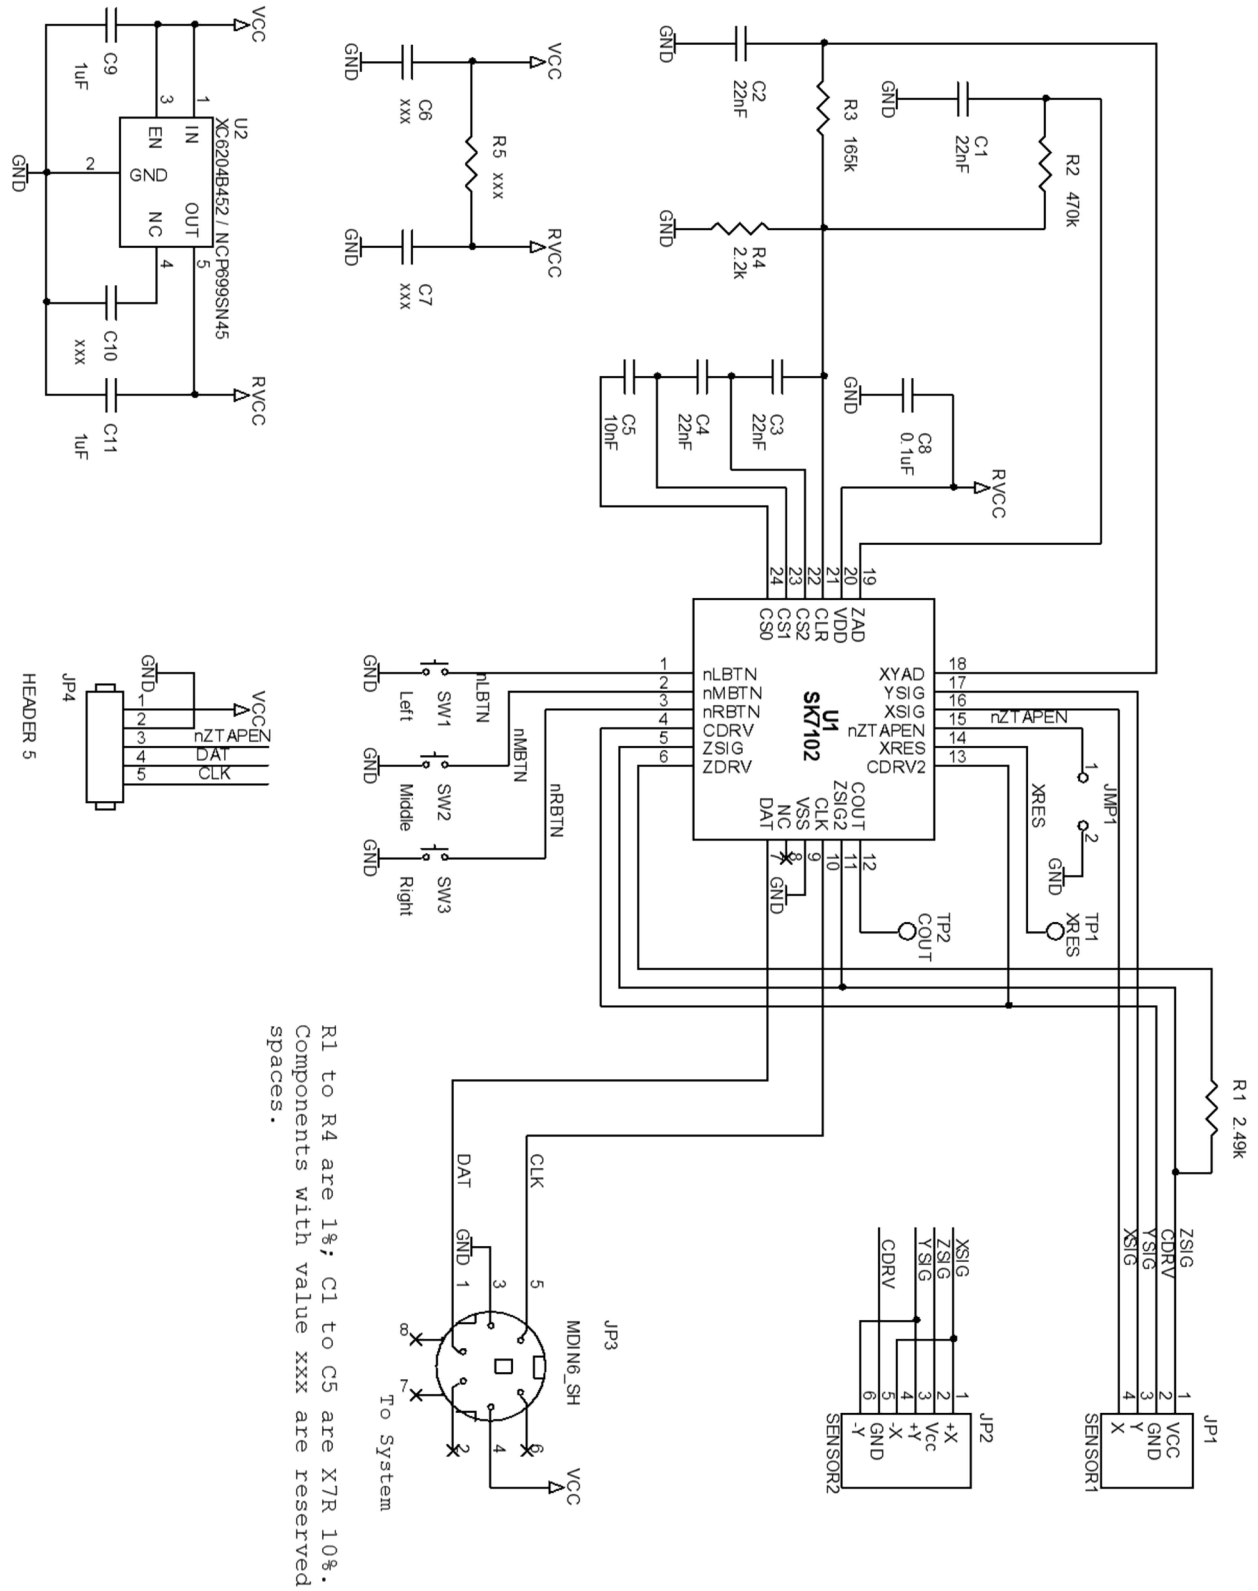 R1 2.49k
ZSIG
CDRV
YSIG
XSIG
JP1
1 VCC
2 GND
3 Y
4 X
SENSOR1
XSIG
ZSIG
YSIG
CDRV
JP2
1 +X
2 Vcc
3 +Y
4 -X
5 GND
6 -Y
SENSOR2
R2 470k
C1
22nF
GND
R3 165k
C2
22nF
GND
R4
2.2k
GND
C8
0.1uF
GND
RVCC
C3
22nF
C4
22nF
C5
10nF
U1
SK7102
18 XYAD
17 YSIG
16 XSIG
15 nZTAPEN
14 XRES
13 CDRV2
19 ZAD
20 VDD
21 CLR
22 CS2
23 CS1
24 CS0
1 nLBTN
2 nMBTN
3 nRBTN
4 CDRV
5 ZSIG
6 ZDRV
12 COUT
11 ZSIG2
10 CLK
9 VSS
8 NC
7 DAT
GND
nZTAPEN
1
JMP1
2
GND
XRES
TP1
XRES
TP2
COUT
nLBTN
SW1
Left
GND
nMBTN
SW2
Middle
GND
nRBTN
SW3
Right
GND
VCC
C6
xxx
GND
R5 xxx
RVCC
C7
xxx
GND
VCC
C9
1uF
U2
XC6204B452 / NCP699SN45
1 IN
3 EN
2 GND
NC 4
OUT 5
GND
C10
xxx
RVCC
C11
1uF
JP4
HEADER 5
GND
VCC
1
2
3 nZTAPEN
4 DAT
5 CLK
CLK
DAT
GND
5
3
1
JP3
MDIN6_SH
8
7
2
4
6
VCC
To System
R1 to R4 are 1%; C1 to C5 are X7R 10%.
Components with value xxx are reserved
spaces.